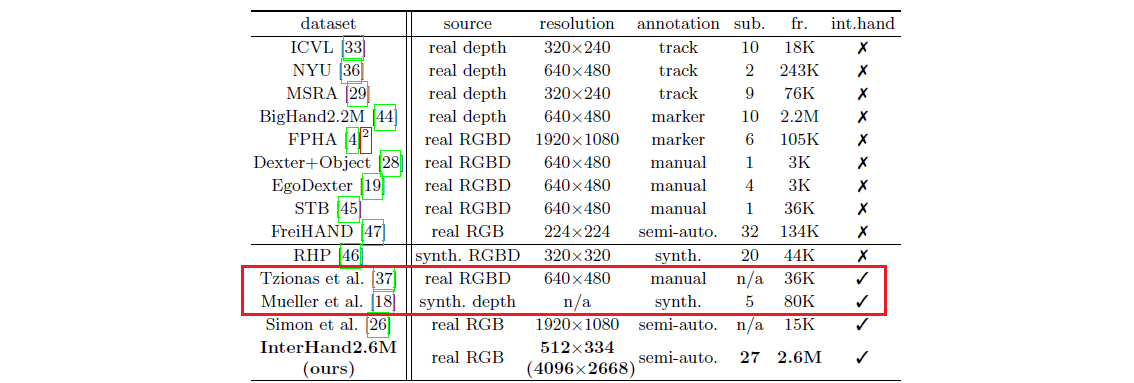 dataset source resolution annotation sub. fr. int.hand
ICVL [33] real depth 320×240 track 10 18K ✗
NYU [36] real depth 640×480 track 2 243K ✗
MSRA [29] real depth 320×240 track 9 76K ✗
BigHand2.2M [44] real depth 640×480 marker 10 2.2M ✗
FPHA [4]2 real RGBD 1920×1080 marker 6 105K ✗
Dexter+Object [28] real RGBD 640×480 manual 1 3K ✗
EgoDexter [19] real RGBD 640×480 manual 4 3K ✗
STB [45] real RGBD 640×480 manual 1 36K ✗
FreiHAND [47] real RGB 224×224 semi-auto. 32 134K ✗
RHP [46] synth. RGBD 320×320 synth. 20 44K ✗
Tzionas et al. [37] real RGBD 640×480 manual n/a 36K ✓
Mueller et al. [18] synth. depth n/a synth. 5 80K ✓
Simon et al. [26] real RGB 1920×1080 semi-auto. n/a 15K ✓
InterHand2.6M 512×334
real RGB semi-auto. 27 2.6M ✓
(ours) (4096×2668)